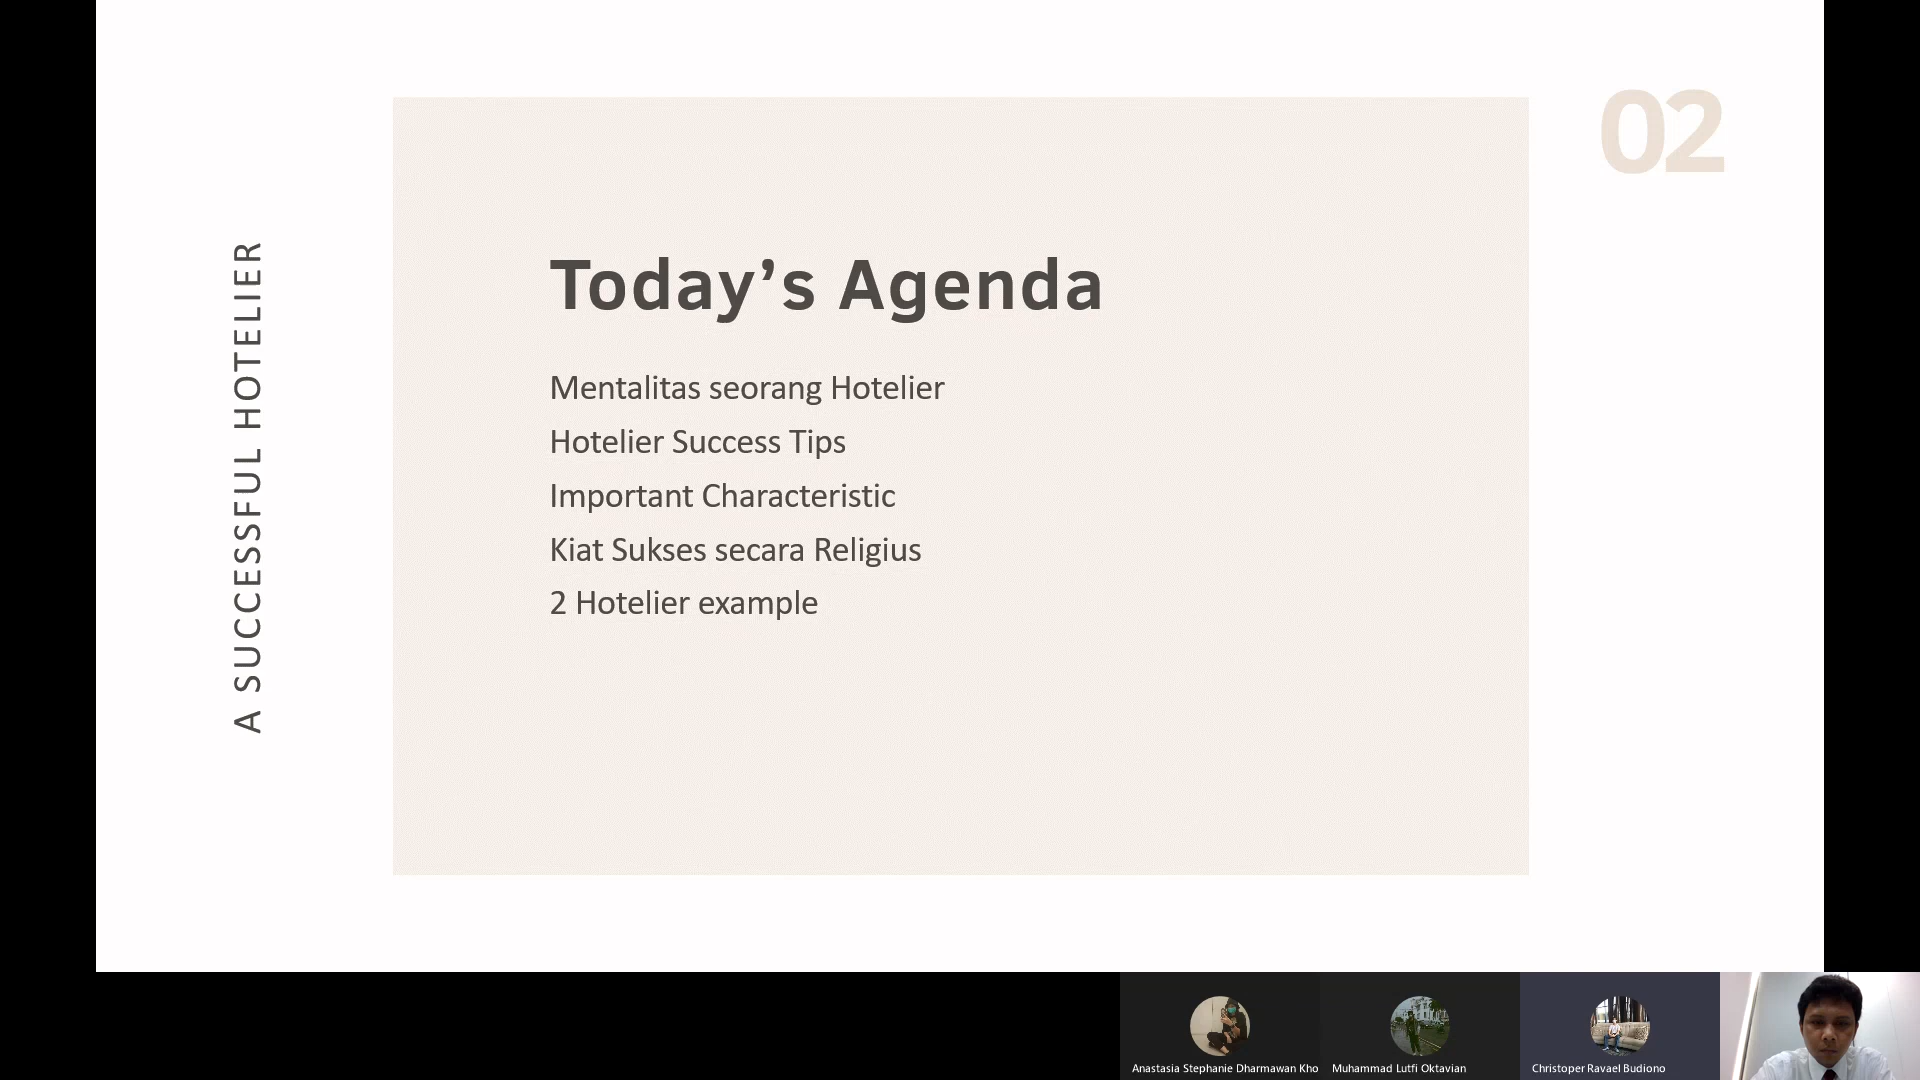 A SUCCESSFUL HOTELIER
02
Today’s Agenda
Mentalitas seorang Hotelier
Hotelier Success Tips
Important Characteristic
Kiat Sukses secara Religius
2 Hotelier example
Anastasia Stephanie Dharmawan Kho
Muhammad Lutfi Oktavian
Christoper Ravael Budiono